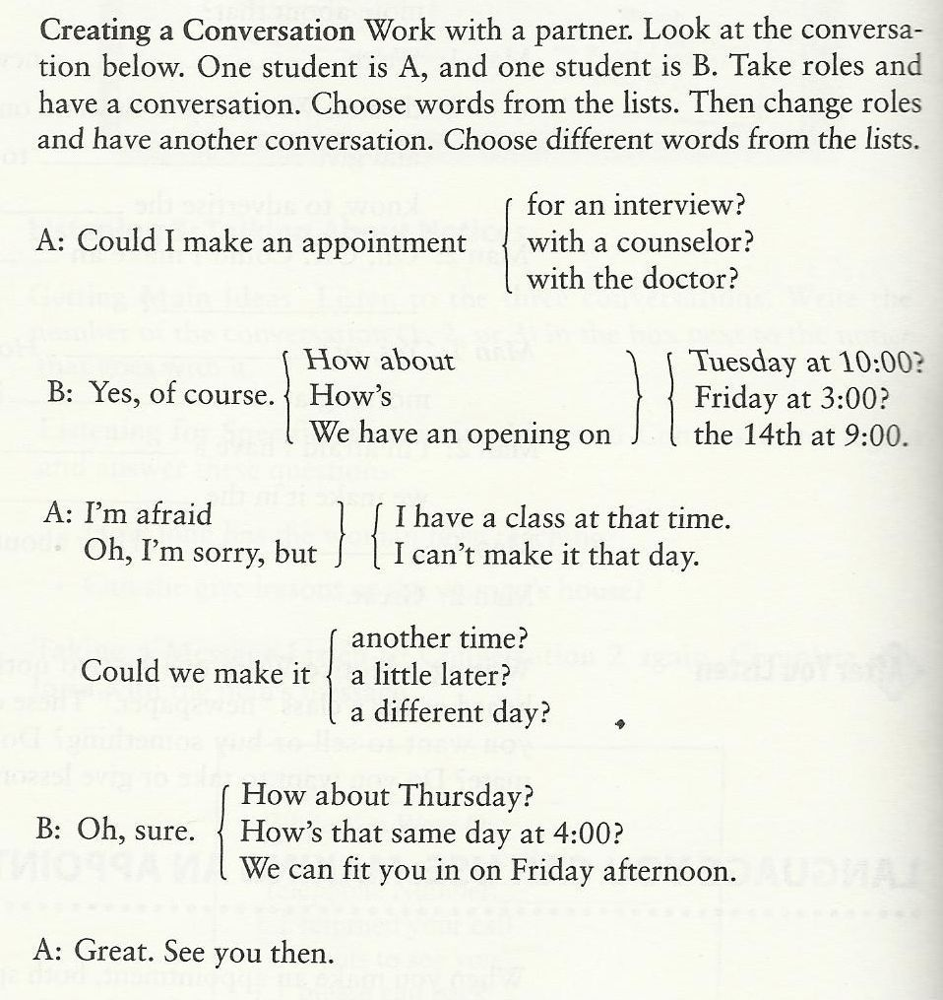 Creating a Conversation Work with a partner. Look at the conversa-
tion below. One student is A, and one student is B. Take roles and
have a conversation. Choose words from the lists. Then change roles
and have another conversation. Choose different words from the lists.
for an interview?
A: Could I make an appointment with a counselor?
with the doctor?
How about Tuesday at 10:00?
B: Yes, of course. How's Friday at 3:00?
We have an opening on the 14th at 9:00.
A: I'm afraid I have a class at that time.
Oh, I'm sorry, but I can't make it that day.
another time?
Could we make it a little later?
a different day?
How about Thursday?
B: Oh, sure. How's that same day at 4:00?
We can fit you in on Friday afternoon.
A: Great. See you then.